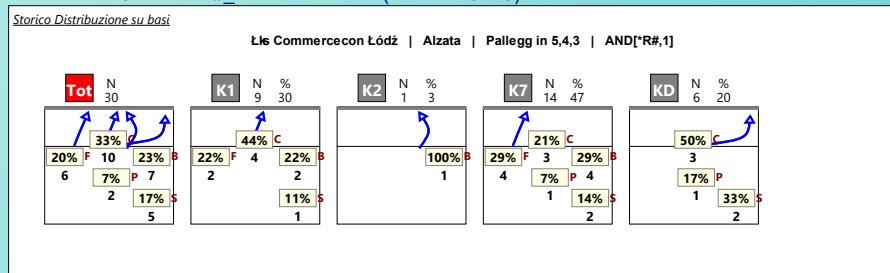 Storico Distribuzione su basi
Łks Commercecon Łódź | Alzata | Pallegg in 5,4,3 | AND[*R#,1]
Tot N 30
K1 N 9 % 30
K2 N 1 % 3
K7 N 14 % 47
KD N 6 % 20
33% C 10
20% F 6
23% B 7
7% P 2
17% S 5
44% C 4
22% F 2
22% B 2
11% S 1
100% B 1
21% C 3
29% F 4
29% B 4
7% P 1
14% S 2
50% C 3
17% P 1
33% S 2